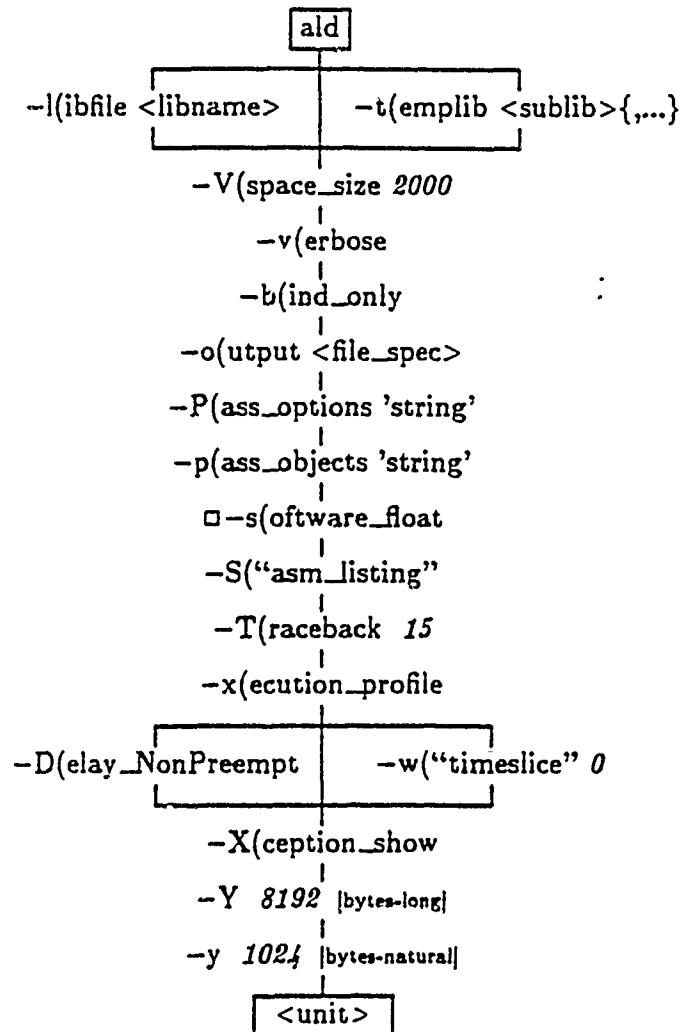 ald
−l(ibfile <libname> −t(emplib <sublib>{,...}
−V(space_size 2000
−v(erbose
−b(ind_only
−o(utput <file_spec>
−P(ass_options 'string'
−p(ass_objects 'string'
□−s(oftware_float
−S(“asm_listing”
−T(raceback 15
−x(ecution_profile
−D(elay_NonPreempt −w(“timeslice” 0
−X(ception_show
−Y 8192 |bytes-long|
−y 1024 |bytes-natural|
<unit>